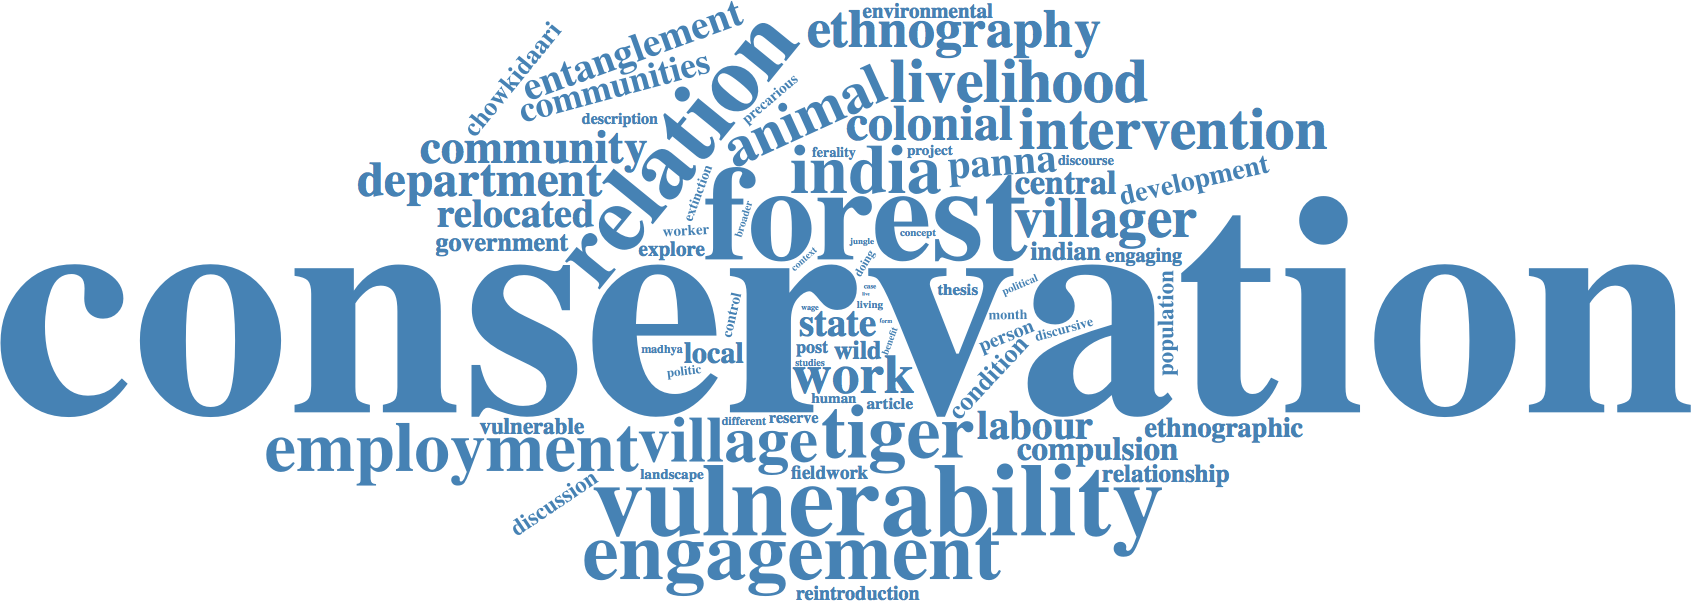 environmental
ethnography
chowkidaari
entanglement
communities
relation
precarious
animal
livelihood
description
colonial
intervention
community
ferality
project
india
panna
discourse
department
central
development
extinction
forest
relocated
broader
villager
worker
concept
government
explore
jungle
indian
engaging
context
doing
conservation
case
five
thesis
political
living
wage
form
control
state
month
person
discursive
population
benefit
madhya
local
post
wild
studies
politic
work
condition
human
article
vulnerable
different
reserve
employment
village
tiger
labour
ethnographic
compulsion
landscape
fieldwork
relationship
discussion
vulnerability
engagement
reintroduction